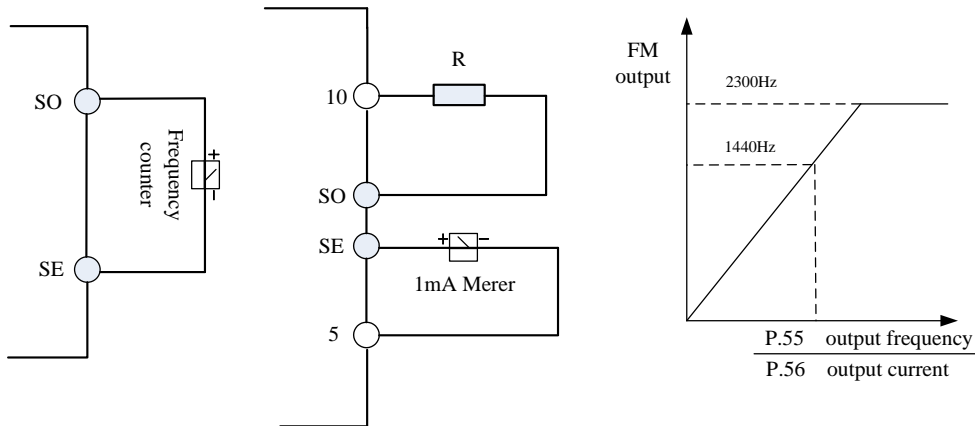 SO
Frequency
counter
SE
R
10
SO
SE
1mA Merer
5
FM
output
2300Hz
1440Hz
P.55 output frequency
P.56 output current